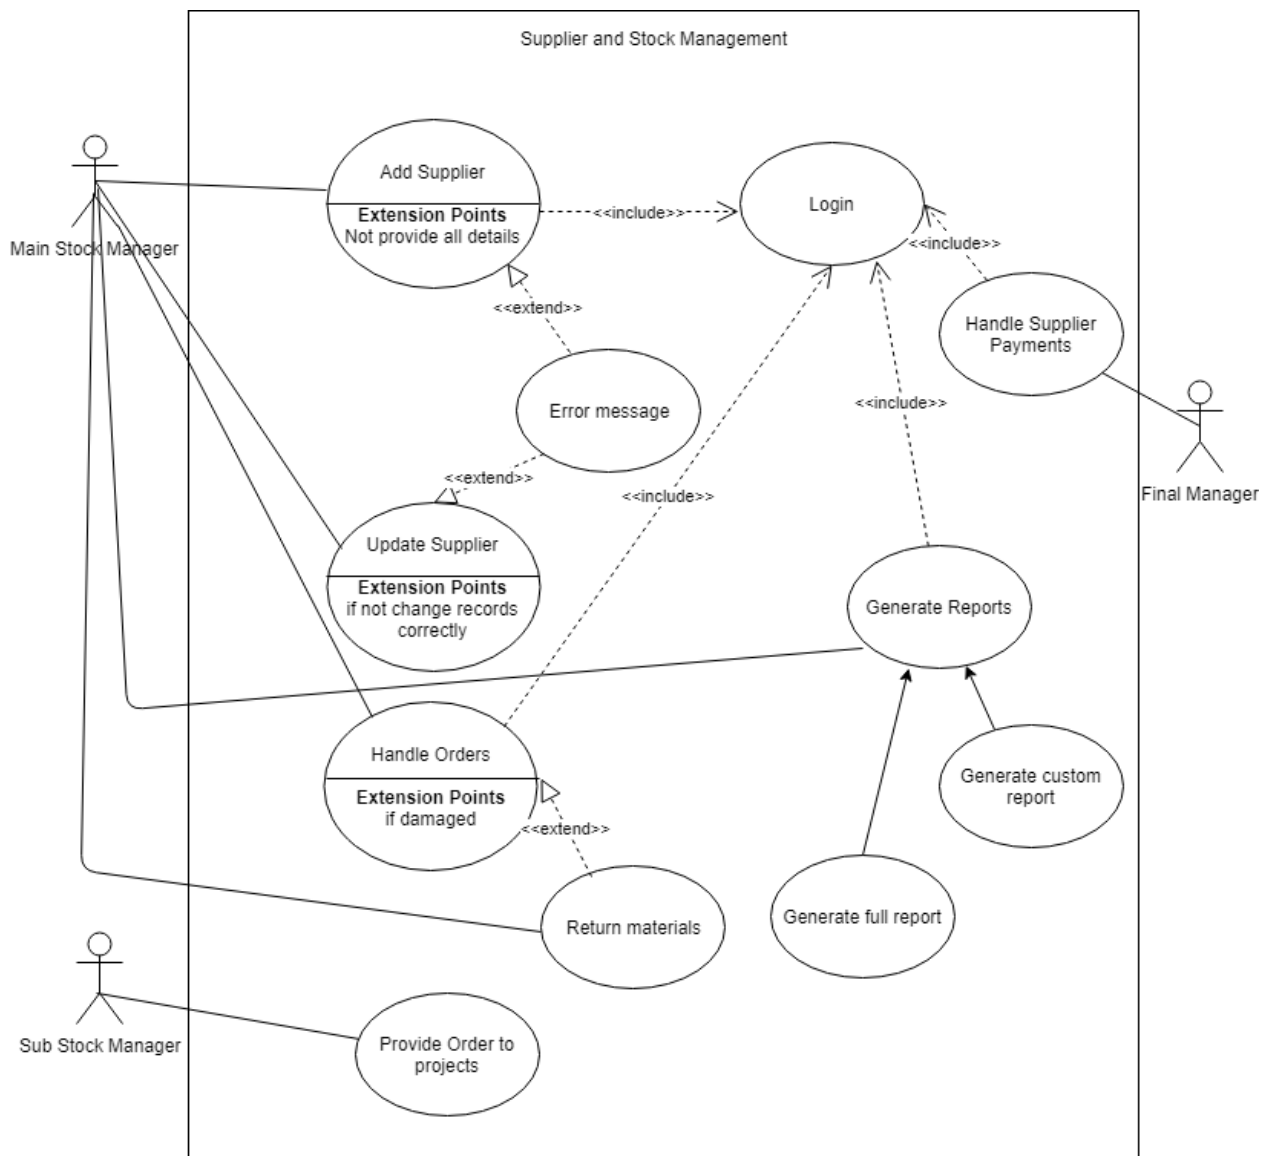 Supplier and Stock Management
Add Supplier
Extension Points
Not provide all details
<<include>>
Login
<<include>>
Main Stock Manager
<<extend>>
Handle Supplier
Payments
Error message
<<include>>
<<extend>>
<<include>>
Final Manager
Update Supplier
Extension Points
if not change records
correctly
Generate Reports
Handle Orders
Extension Points
if damaged
<<extend>>
Generate custom
report
Return materials
Generate full report
Sub Stock Manager
Provide Order to
projects